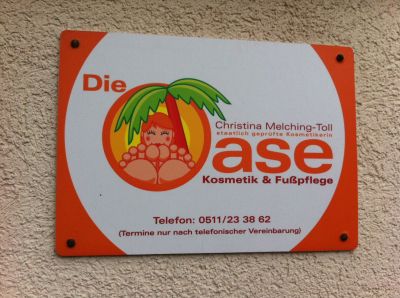 Die
Christina Melching-Toll
staatlich geprüfte Kosmetikerin
ase
Kosmetik & Fußpflege
Telefon: 0511/23 38 62
(Termine nur nach telefonischer Vereinbarung)